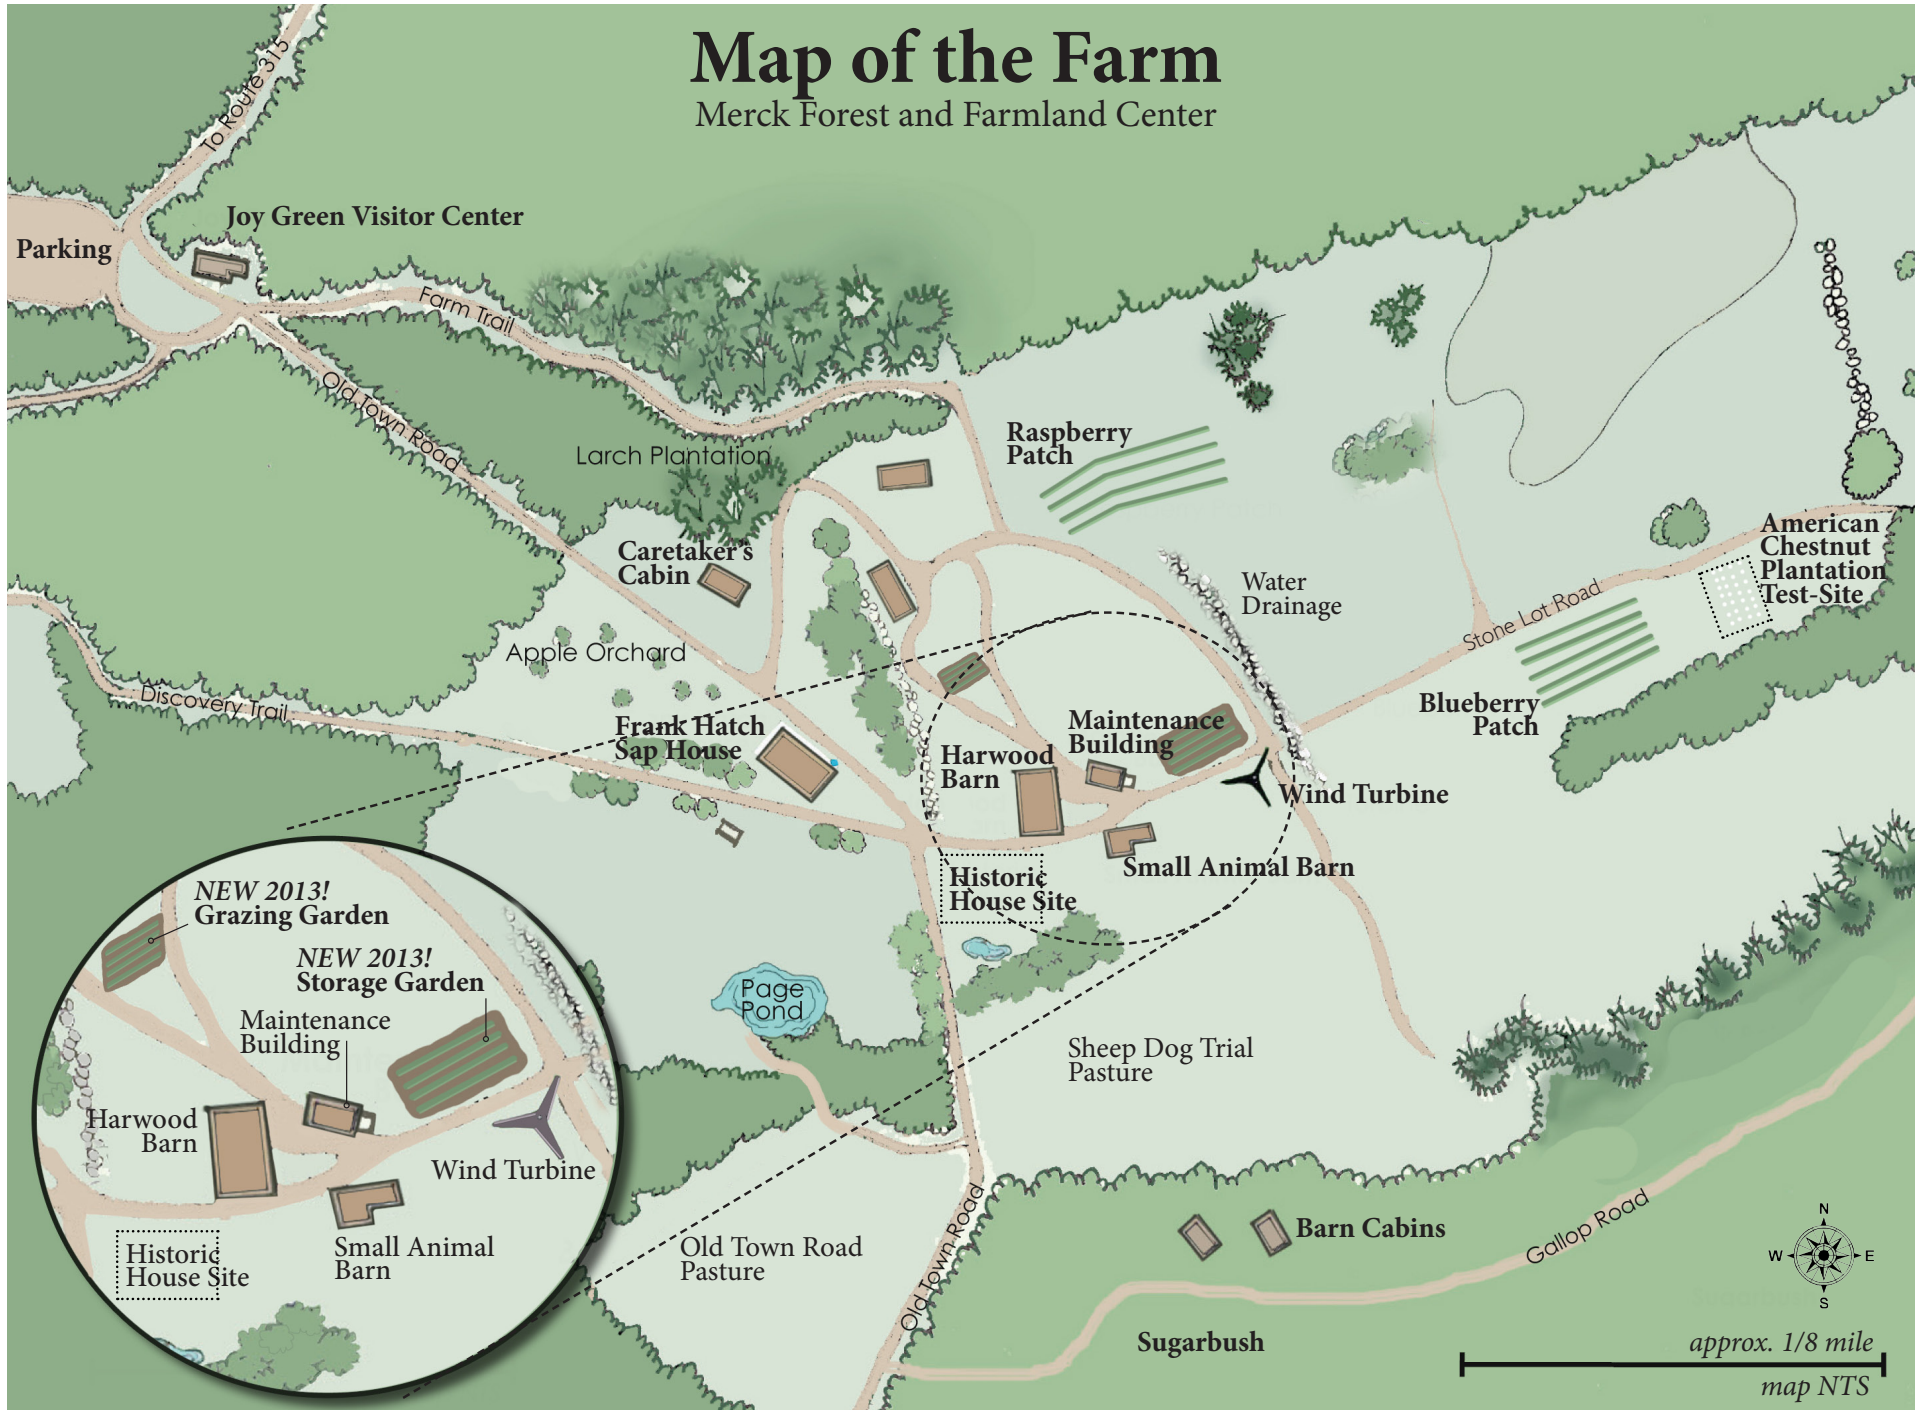 Map of the Farm
Merck Forest and Farmland Center
To Route 315
Joy Green Visitor Center
Parking
Farm Trail
Old Town Road
Larch Plantation
Raspberry
Patch
Caretaker's
Cabin
Water
Drainage
American
Chestnut
Plantation
Test-Site
Stone Lot Road
Apple Orchard
Discovery Trail
Blueberry
Patch
Frank Hatch
Sap House
Maintenance
Building
Harwood
Barn
Wind Turbine
Small Animal Barn
Historic
House Site
Page
Pond
Sheep Dog Trial
Pasture
NEW 2013!
Grazing Garden
NEW 2013!
Storage Garden
Maintenance
Building
Harwood
Barn
Wind Turbine
Small Animal
Barn
Historic
House Site
Old Town Road
Pasture
Old Town Road
Barn Cabins
Gallop Road
Sugarbush
N
W
E
S
approx. 1/8 mile
map NTS